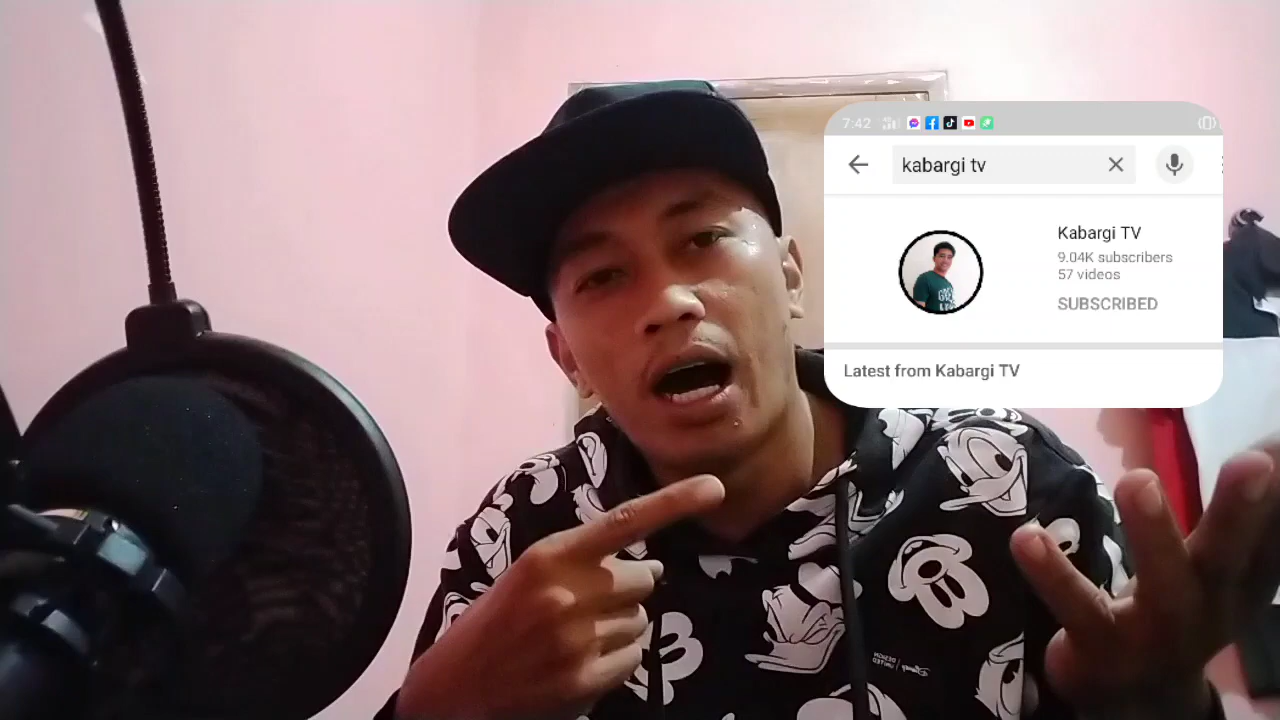 7:42
kabargi tv
Kabargi TV
9.04K subscribers
57 videos
SUBSCRIBED
Latest from Kabargi TV